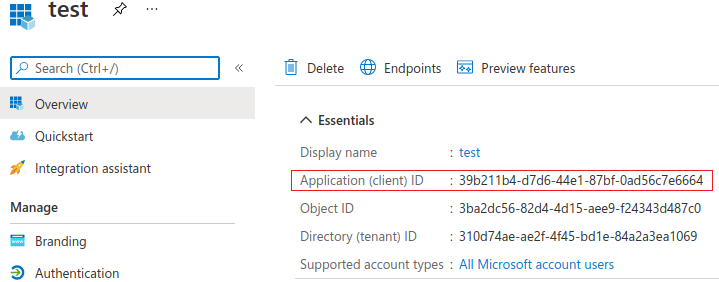 test
Search (Ctrl+/)
«
Delete
Endpoints
Preview features
Overview
Quickstart
Integration assistant
Manage
Branding
Authentication
Essentials
Display name : test
Application (client) ID : 39b211b4-d7d6-44e1-87bf-0ad56c7e6664
Object ID : 3ba2dc56-82d4-4d15-aee9-f24343d487c0
Directory (tenant) ID : 310d74ae-ae2f-4f45-bd1e-84a2a3ea1069
Supported account types : All Microsoft account users